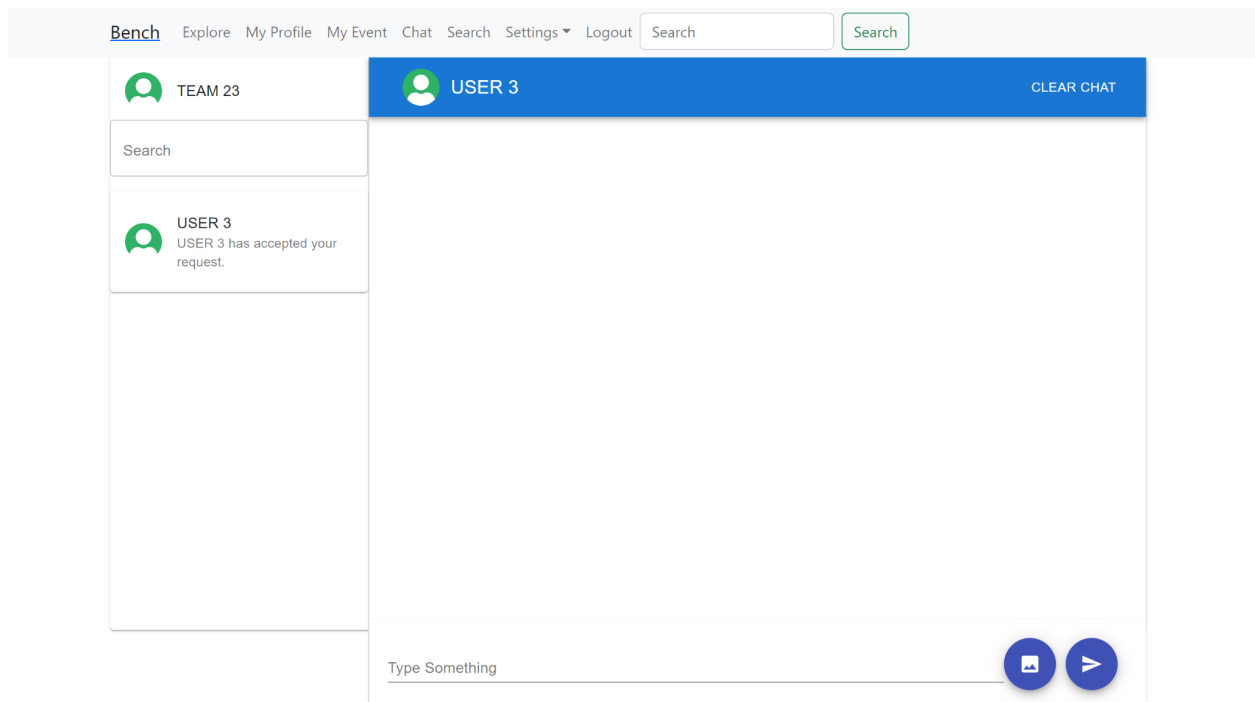 Bench Explore My Profile My Event Chat Search Settings Logout Search Search
TEAM 23
USER 3
CLEAR CHAT
Search
USER 3
USER 3 has accepted your
request.
Type Something